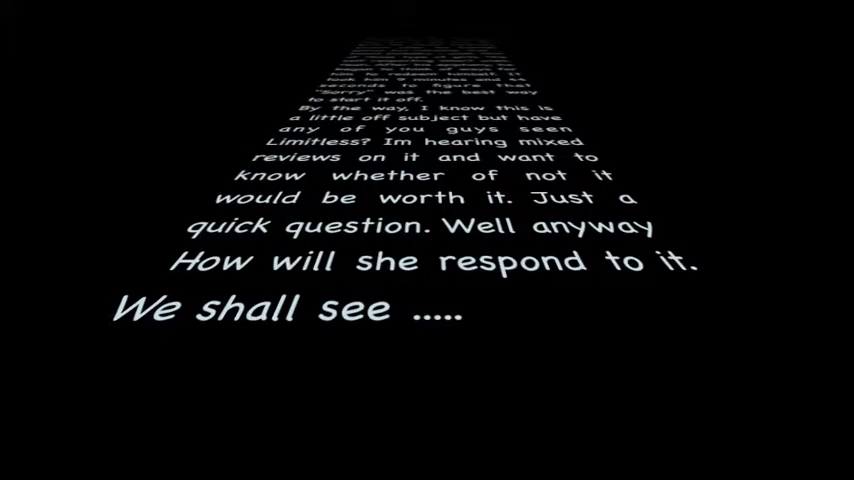 him to redeem himself. It
took him 9 minutes and 54
seconds to figure that
"Sorry" was the best way
to start it off.
By the way, I know this is
a little off subject but have
any of you guys seen
Limitless? Im hearing mixed
reviews on it and want to
know whether of not it
would be worth it. Just a
quick question. Well anyway
How will she respond to it.
We shall see .....